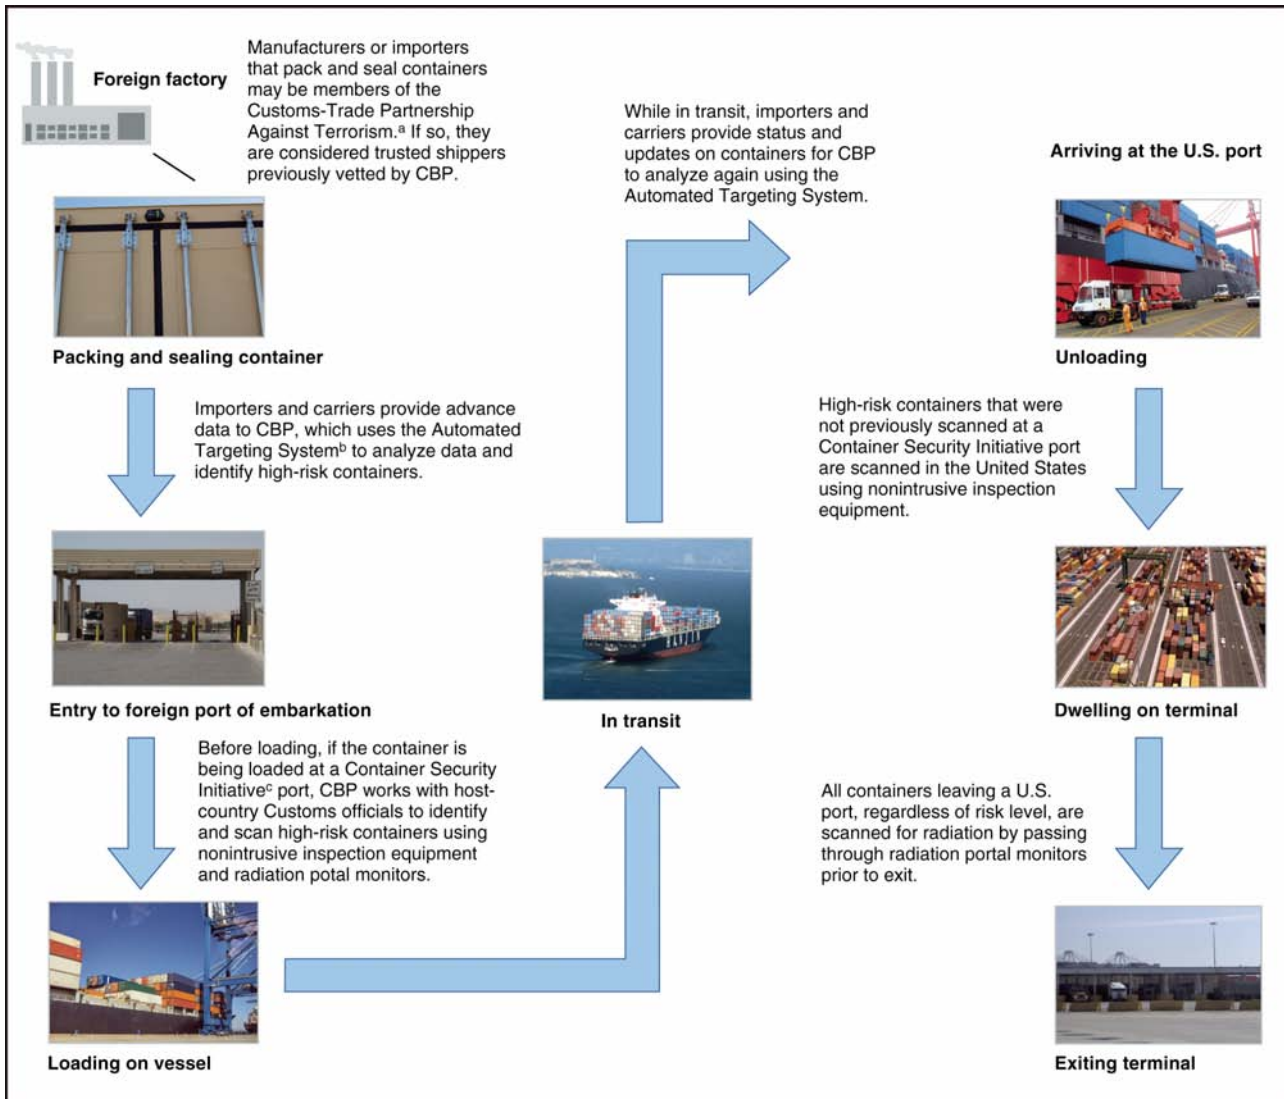 Foreign factory
Manufacturers or importers
that pack and seal containers
may be members of the
Customs-Trade Partnership
Against Terrorism.ª If so, they
are considered trusted shippers
previously vetted by CBP.
Packing and sealing container
Importers and carriers provide advance
data to CBP, which uses the Automated
Targeting Systemᵇ to analyze data and
identify high-risk containers.
Entry to foreign port of embarkation
Before loading, if the container is
being loaded at a Container Security
Initiativeᶜ port, CBP works with host-
country Customs officials to identify
and scan high-risk containers using
nonintrusive inspection equipment
and radiation potal monitors.
Loading on vessel
While in transit, importers and
carriers provide status and
updates on containers for CBP
to analyze again using the
Automated Targeting System.
In transit
Arriving at the U.S. port
Unloading
High-risk containers that were
not previously scanned at a
Container Security Initiative port
are scanned in the United States
using nonintrusive inspection
equipment.
Dwelling on terminal
All containers leaving a U.S.
port, regardless of risk level, are
scanned for radiation by passing
through radiation portal monitors
prior to exit.
Exiting terminal